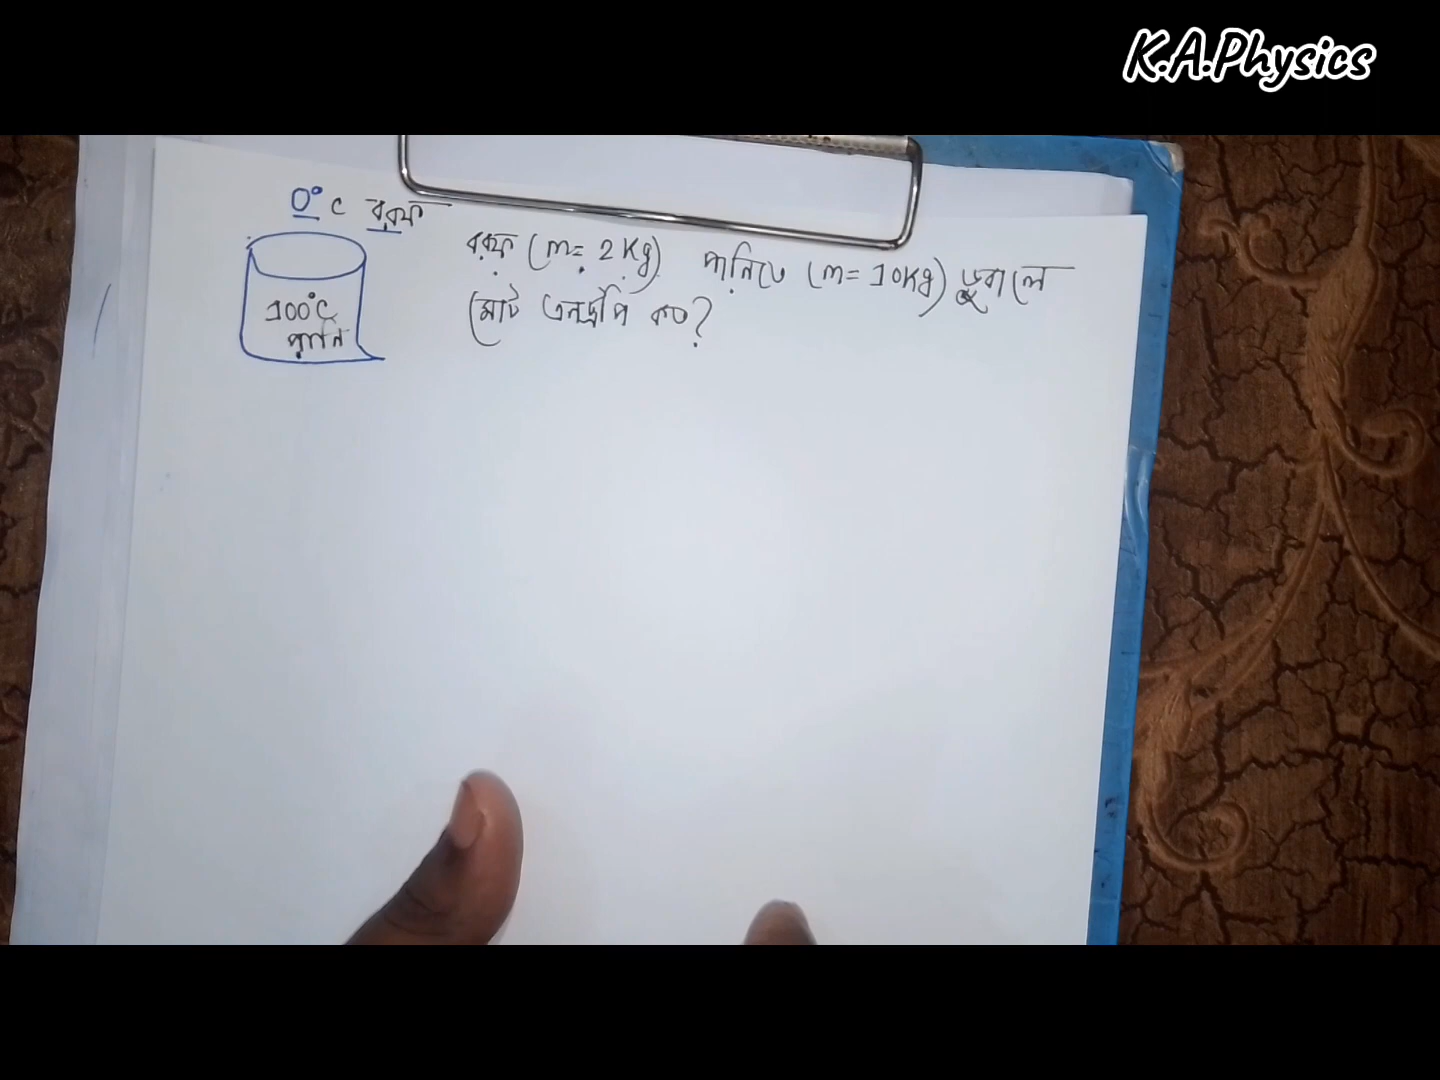 K.A.Physics
0° c বরফ
100°C
পানি
বরফ (m= 2 Kg) পানিতে (m= 10Kg) ডুবালে
মোট এনট্রপি কত?